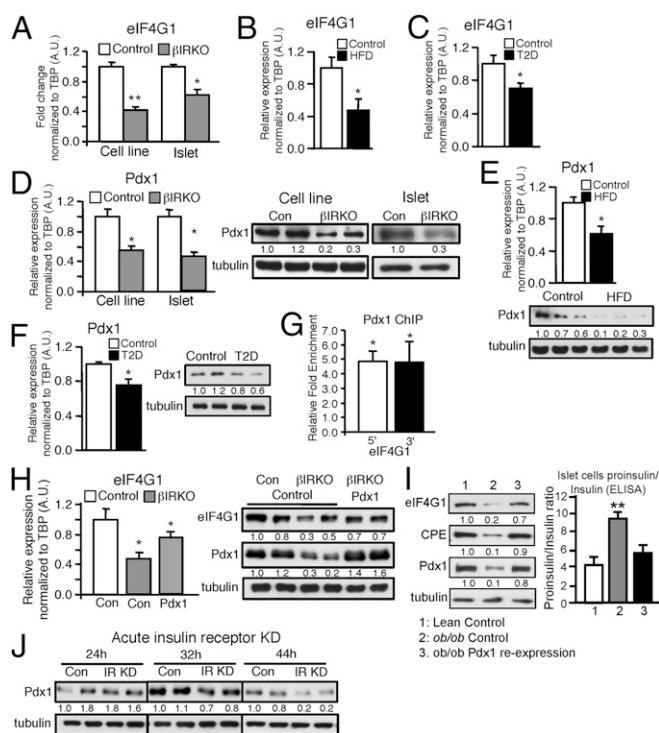 A
eIF4G1
Control βIRKO
Fold change
normalized to TBP (A.U.)
1.2
0.8
0.4
0
**
*
Cell line Islet
B
eIF4G1
Control
HFD
Relative expression
normalized to TBP (A.U.)
1.2
0.8
0.4
0
*
C
eIF4G1
Control
T2D
Relative expression
normalized to TBP (A.U.)
1.2
0.8
0.4
0
*
D
Pdx1
Control βIRKO
Relative expression
normalized to TBP (A.U.)
1.2
0.8
0.4
0
*
*
Cell line Islet
Cell line Islet
Con βIRKO Con βIRKO
Pdx1
1.0 1.2 0.2 0.3 1.0 0.3
tubulin
E
Pdx1
Control
HFD
Relative expression
normalized to TBP (A.U.)
1.2
0.8
0.4
0
*
Control HFD
Pdx1
1.0 0.7 0.6 0.1 0.2 0.3
tubulin
F
Pdx1
Control
T2D
Relative expression
normalized to TBP (A.U.)
1.2
0.8
0.4
0
*
Control T2D
Pdx1
1.0 1.2 0.8 0.6
tubulin
G
Pdx1 ChIP
Relative Fold Enrichment
7.0
6.0
5.0
4.0
3.0
2.0
1.0
0
* *
5' 3'
eIF4G1
H
eIF4G1
Control βIRKO
Relative expression
normalized to TBP (A.U.)
1.2
0.8
0.4
0
*
*
Con Con Pdx1
Con βIRKO βIRKO
Control Pdx1
eIF4G1
1.0 0.8 0.3 0.5 0.7 0.7
Pdx1
1.0 1.2 0.3 0.2 1.4 1.6
tubulin
I
1 2 3
eIF4G1
1.0 0.2 0.7
CPE
1.0 0.1 0.9
Pdx1
1.0 0.1 0.8
tubulin
Islet cells proinsulin/
Insulin (ELISA)
Proinsulin/Insulin ratio
12
8
4
0
**
1 2 3
1: Lean Control
2: ob/ob Control
3. ob/ob Pdx1 re-expression
J
Acute insulin receptor KD
24h 32h 44h
Con IR KD Con IR KD Con IR KD
Pdx1
1.0 1.8 1.8 1.6 1.0 1.1 0.7 0.8 1.0 0.8 0.2 0.2
tubulin